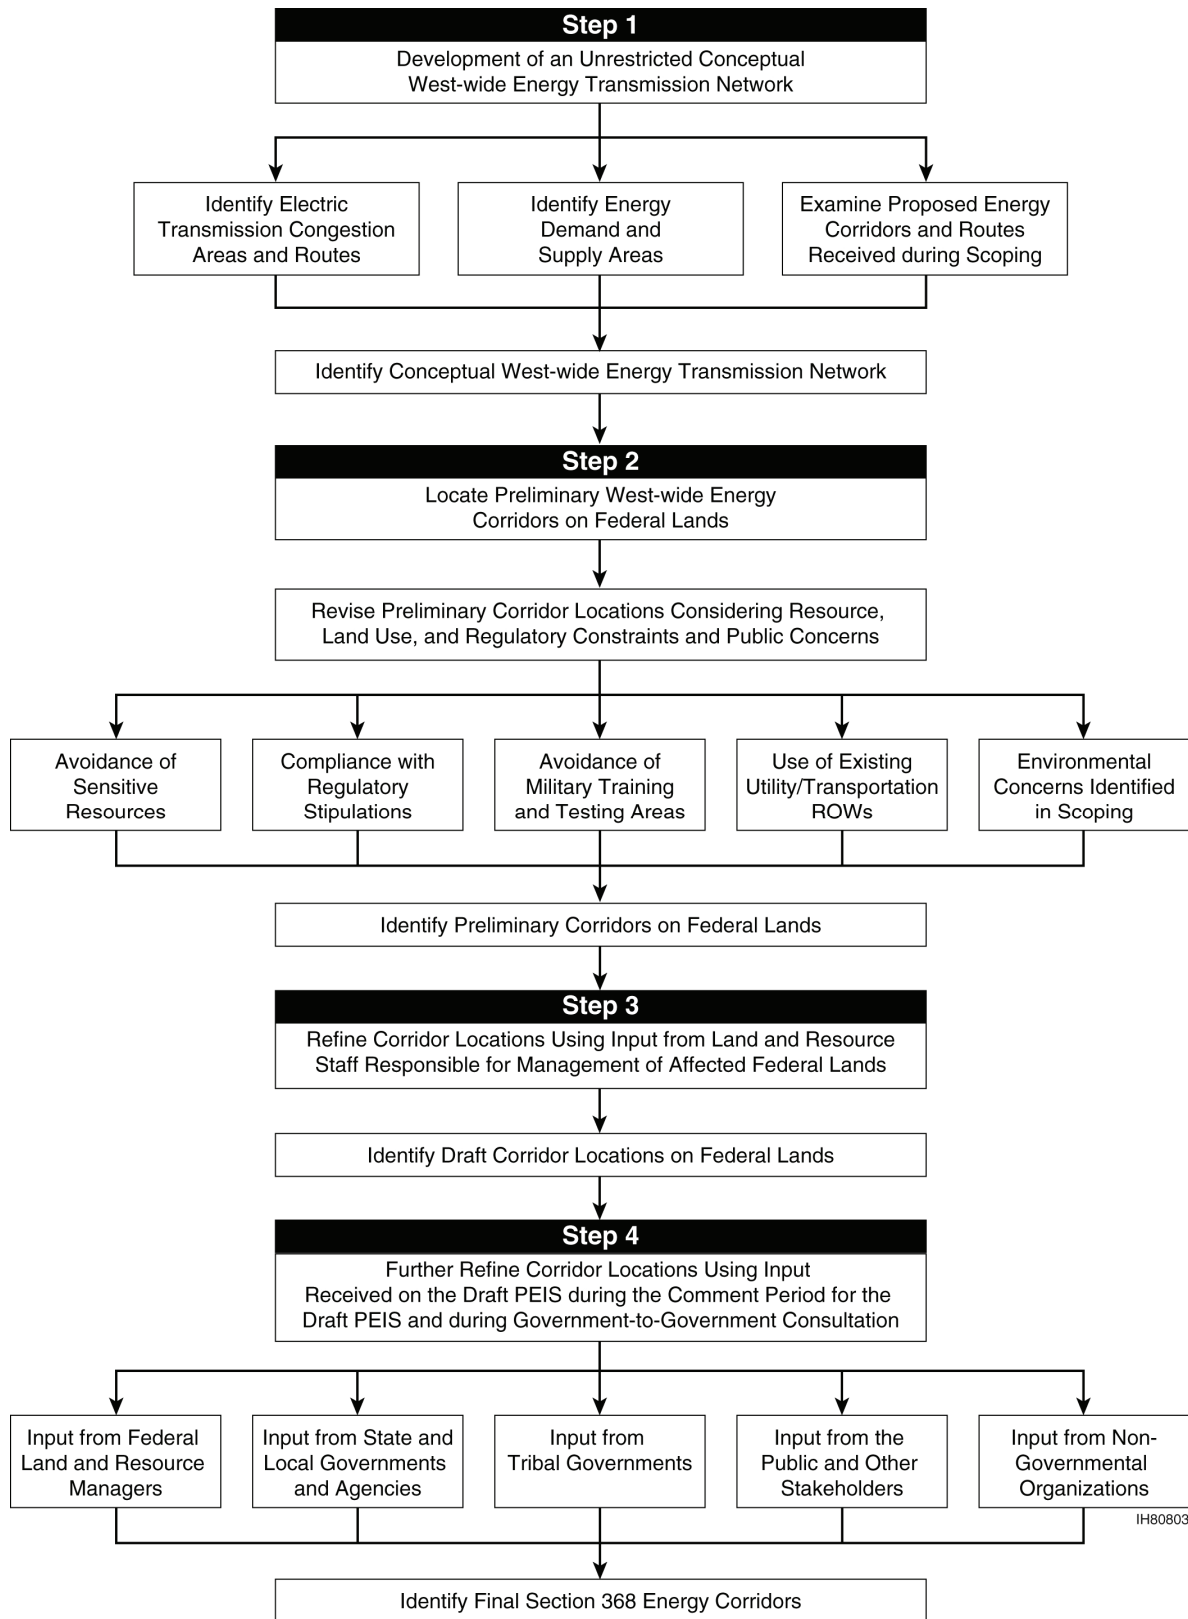 Step 1
Development of an Unrestricted Conceptual
West-wide Energy Transmission Network
Identify Electric
Transmission Congestion
Areas and Routes
Identify Energy
Demand and
Supply Areas
Examine Proposed Energy
Corridors and Routes
Received during Scoping
Identify Conceptual West-wide Energy Transmission Network
Step 2
Locate Preliminary West-wide Energy
Corridors on Federal Lands
Revise Preliminary Corridor Locations Considering Resource,
Land Use, and Regulatory Constraints and Public Concerns
Avoidance of
Sensitive
Resources
Compliance with
Regulatory
Stipulations
Avoidance of
Military Training
and Testing Areas
Use of Existing
Utility/Transportation
ROWs
Environmental
Concerns Identified
in Scoping
Identify Preliminary Corridors on Federal Lands
Step 3
Refine Corridor Locations Using Input from Land and Resource
Staff Responsible for Management of Affected Federal Lands
Identify Draft Corridor Locations on Federal Lands
Step 4
Further Refine Corridor Locations Using Input
Received on the Draft PEIS during the Comment Period for the
Draft PEIS and during Government-to-Government Consultation
Input from Federal
Land and Resource
Managers
Input from State and
Local Governments
and Agencies
Input from
Tribal Governments
Input from the
Public and Other
Stakeholders
Input from Non-
Governmental
Organizations
IH80803
Identify Final Section 368 Energy Corridors